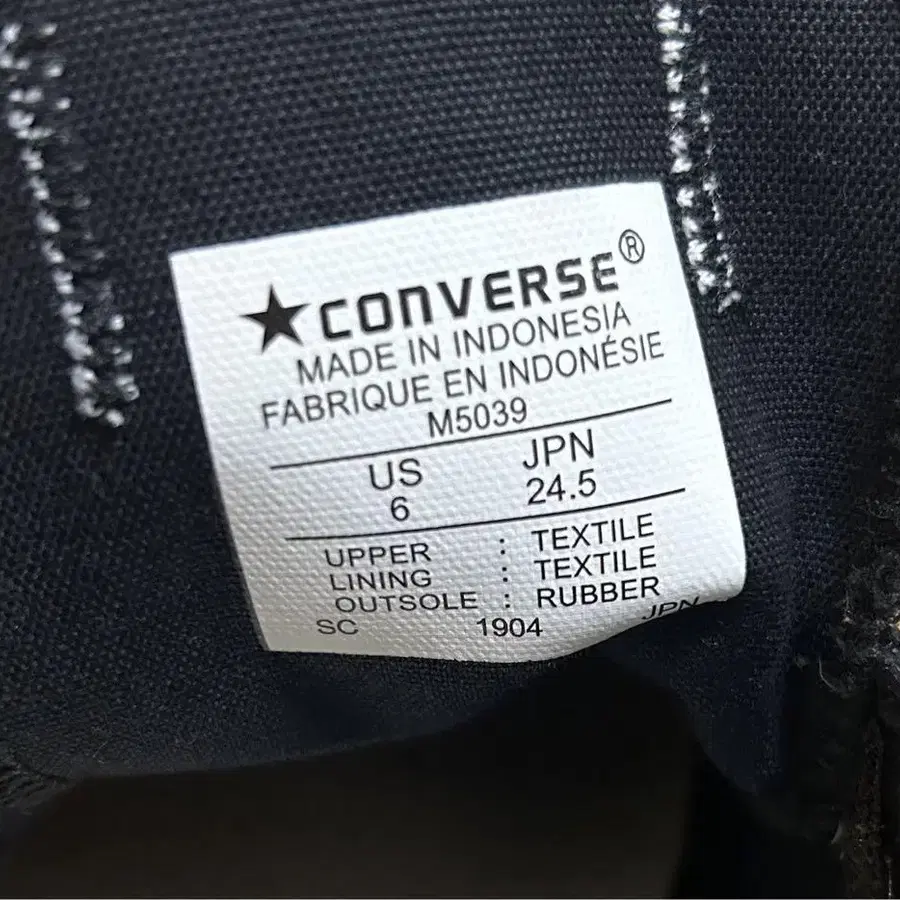 CONVERSE®
MADE IN INDONESIA
FABRIQUE EN INDONÉSIE
M5039
US JPN
6 24.5
UPPER : TEXTILE
LINING : TEXTILE
OUTSOLE : RUBBER
SC 1904 JPN